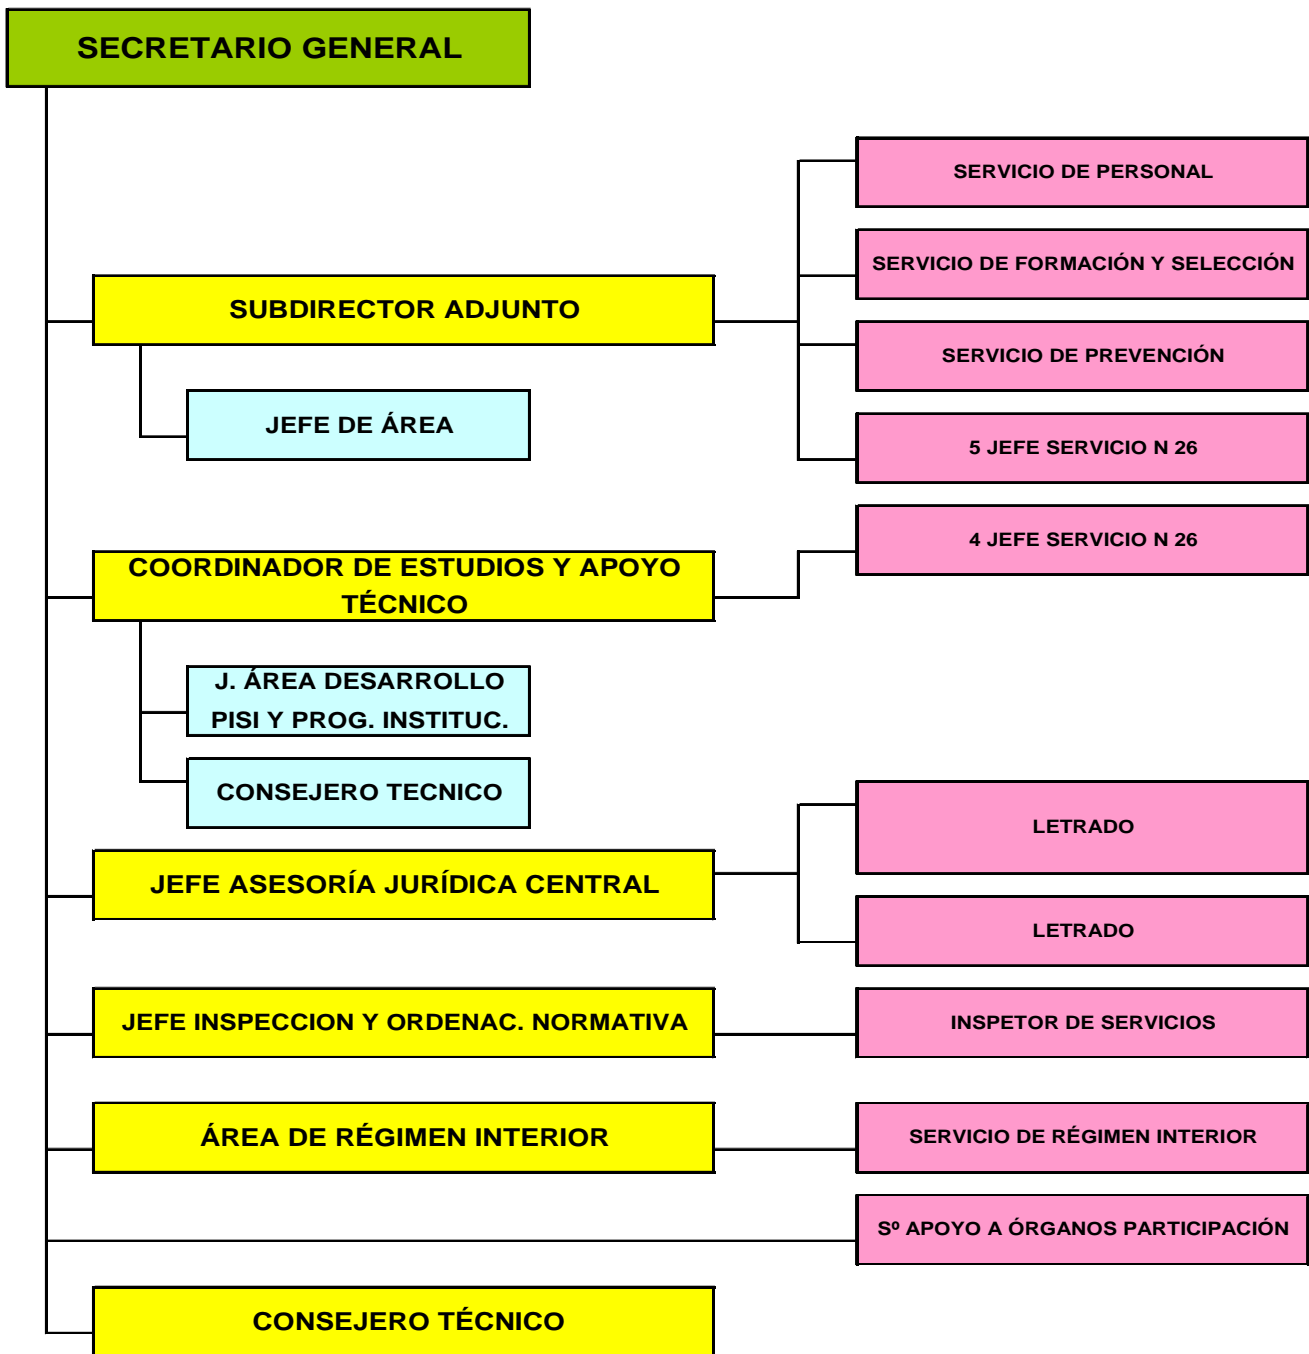 SECRETARIO GENERAL
SERVICIO DE PERSONAL
SERVICIO DE FORMACIÓN Y SELECCIÓN
SUBDIRECTOR ADJUNTO
SERVICIO DE PREVENCIÓN
JEFE DE ÁREA
5 JEFE SERVICIO N 26
4 JEFE SERVICIO N 26
COORDINADOR DE ESTUDIOS Y APOYO
TÉCNICO
J. ÁREA DESARROLLO
PISI Y PROG. INSTITUC.
CONSEJERO TECNICO
LETRADO
JEFE ASESORÍA JURÍDICA CENTRAL
LETRADO
JEFE INSPECCION Y ORDENAC. NORMATIVA
INSPETOR DE SERVICIOS
ÁREA DE RÉGIMEN INTERIOR
SERVICIO DE RÉGIMEN INTERIOR
Sº APOYO A ÓRGANOS PARTICIPACIÓN
CONSEJERO TÉCNICO